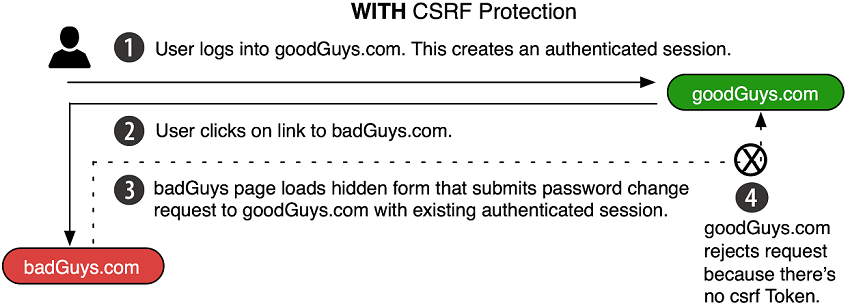 WITH CSRF Protection
1 User logs into goodGuys.com. This creates an authenticated session.
goodGuys.com
2 User clicks on link to badGuys.com.
3 badGuys page loads hidden form that submits password change
request to goodGuys.com with existing authenticated session.
4
goodGuys.com
rejects request
because there's
no csrf Token.
badGuys.com